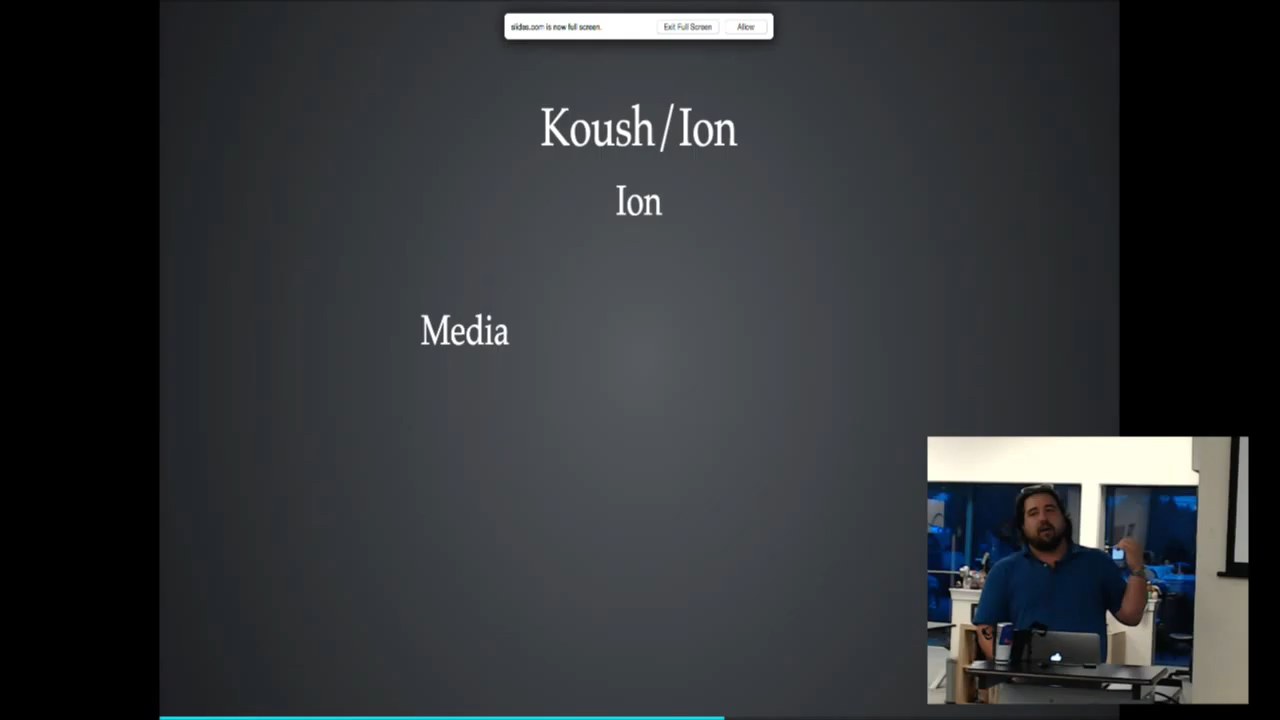 slides.com is now full screen.
Exit Full Screen
Allow
Koush/Ion
Ion
Media